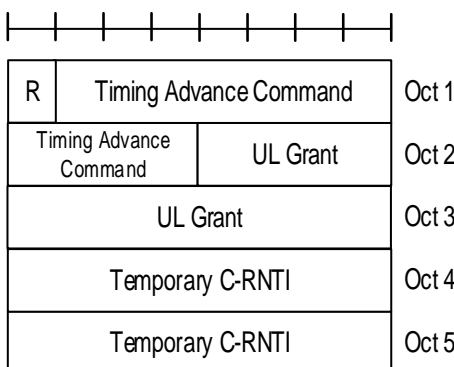 R Timing Advance Command Oct 1
Timing Advance
Command UL Grant Oct 2
UL Grant Oct 3
Temporary C-RNTI Oct 4
Temporary C-RNTI Oct 5